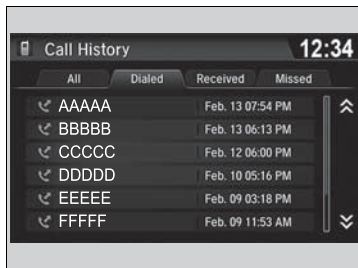 Call History 12:34
All Dialed Received Missed
AAAAA Feb. 13 07:54 PM
BBBBB Feb. 13 06:13 PM
CCCCC Feb. 12 06:00 PM
DDDDD Feb. 10 05:16 PM
EEEEE Feb. 09 03:18 PM
FFFFF Feb. 09 11:53 AM